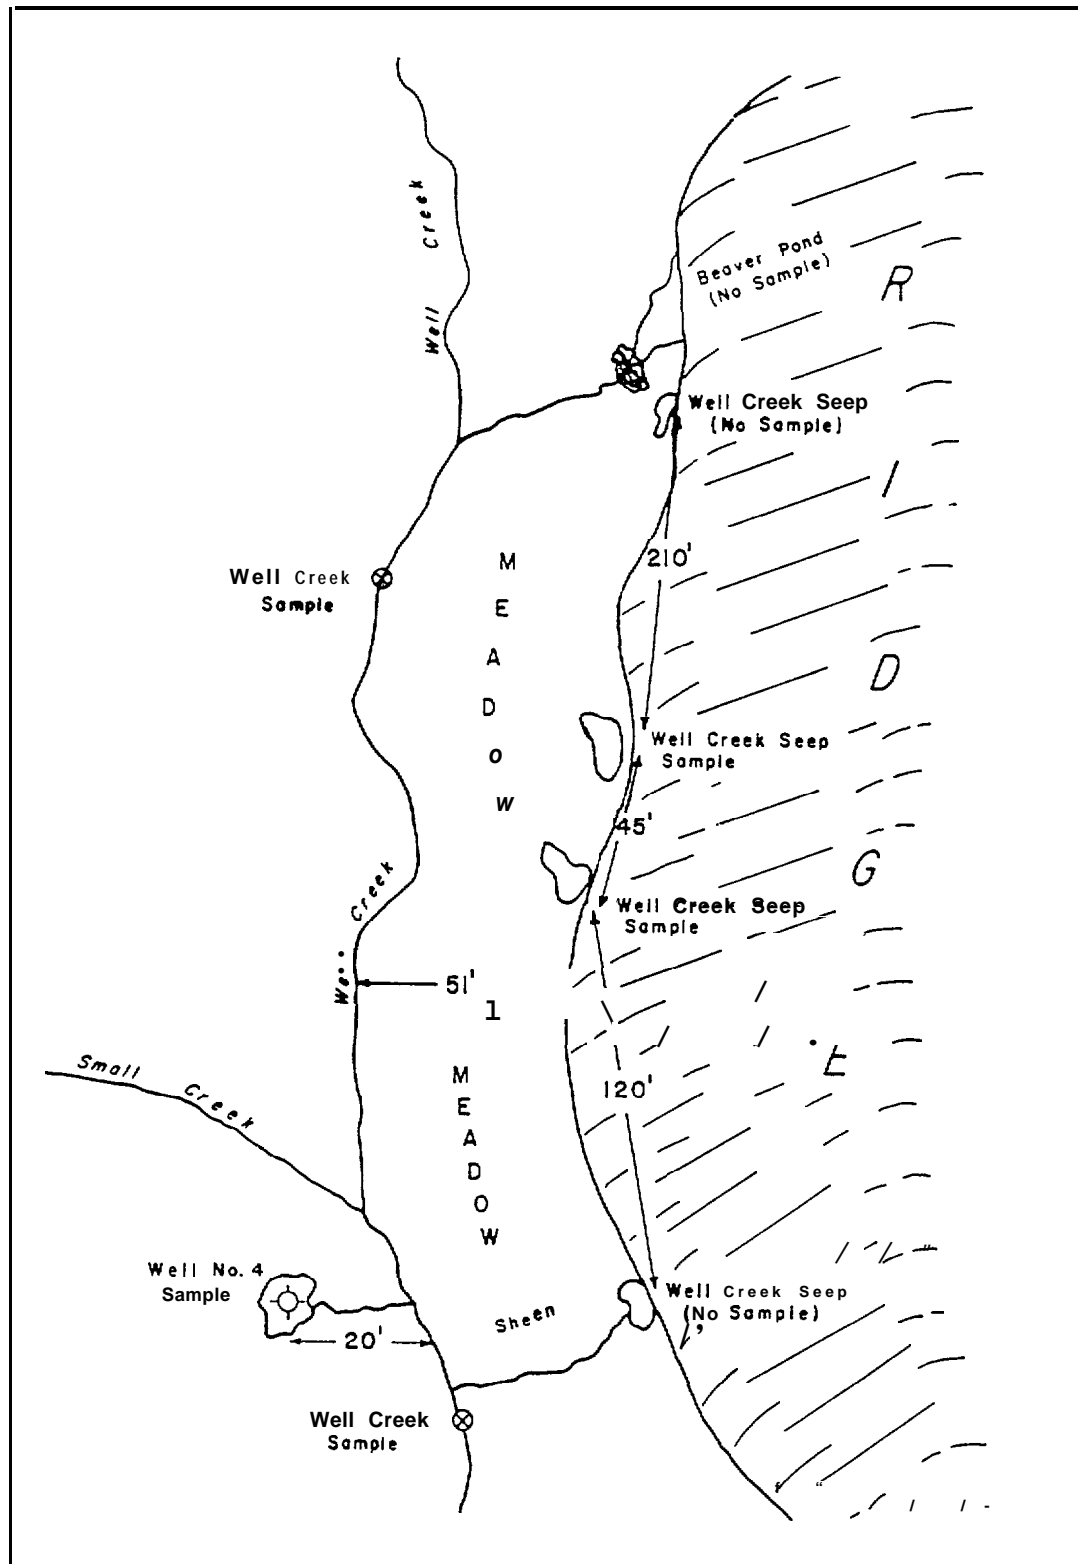 Well Creek
Beaver Pond
(No Sample)
R
Well Creek Seep
(No Sample)
I
210'
MEADOW
Well Creek
Sample
D
Well Creek Seep
Sample
45'
G
Well Creek Seep
Sample
Creek
51'
1
E
Small Creek
MEADOW
120'
Well No. 4
Sample
Well Creek Seep
(No Sample)
Sheen
20'
Well Creek
Sample